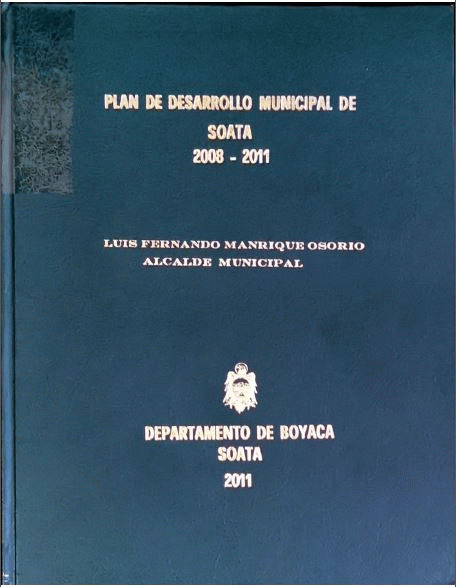 PLAN DE DESARROLLO MUNICIPAL DE
SOATA
2008 - 2011
LUIS FERNANDO MANRIQUE OSORIO
ALCALDE MUNICIPAL
DEPARTAMENTO DE BOYACA
SOATA
2011